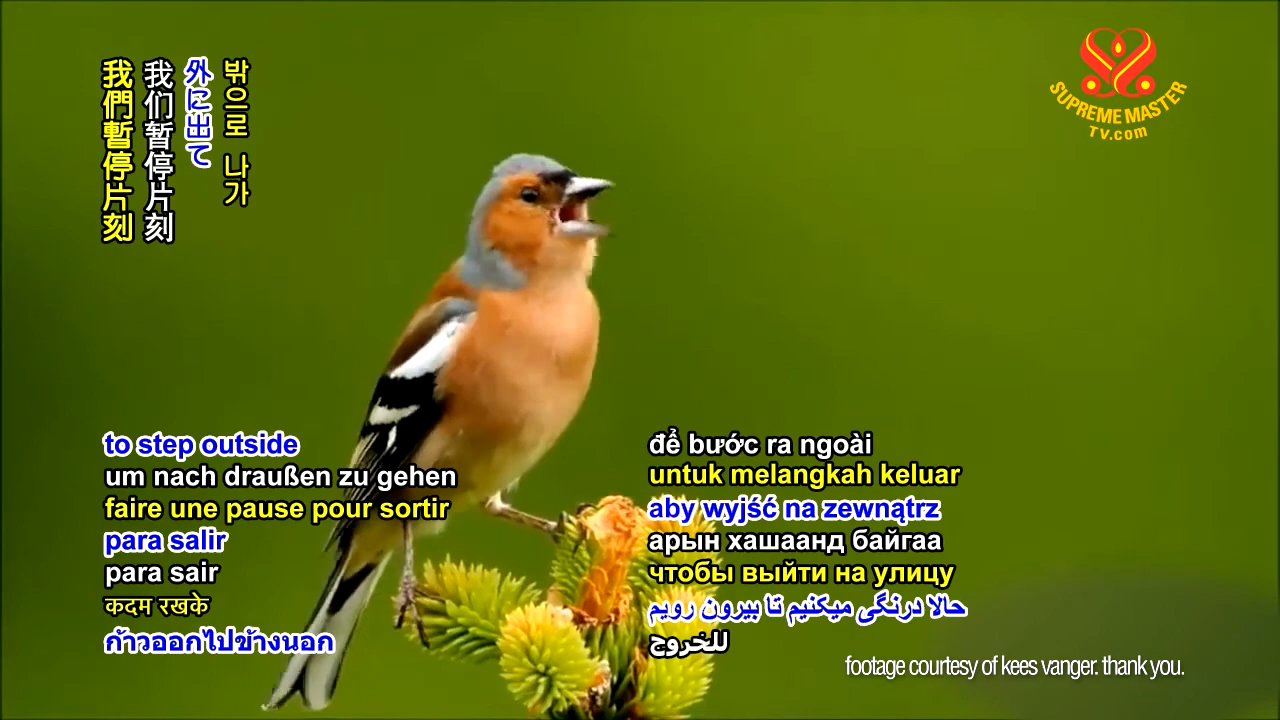 我們暫停片刻
我们暂停片刻
外に出て
밖으로 나가
SUPREME MASTER
TV.com
to step outside
um nach draußen zu gehen
faire une pause pour sortir
para salir
para sair
कदम रखके
ก้าวออกไปข้างนอก
để bước ra ngoài
untuk melangkah keluar
aby wyjść na zewnątrz
арын хашаанд байгаа
чтобы выйти на улицу
حالا درنگی میکنیم تا بیرون رویم
للخروج
footage courtesy of kees vanger. thank you.